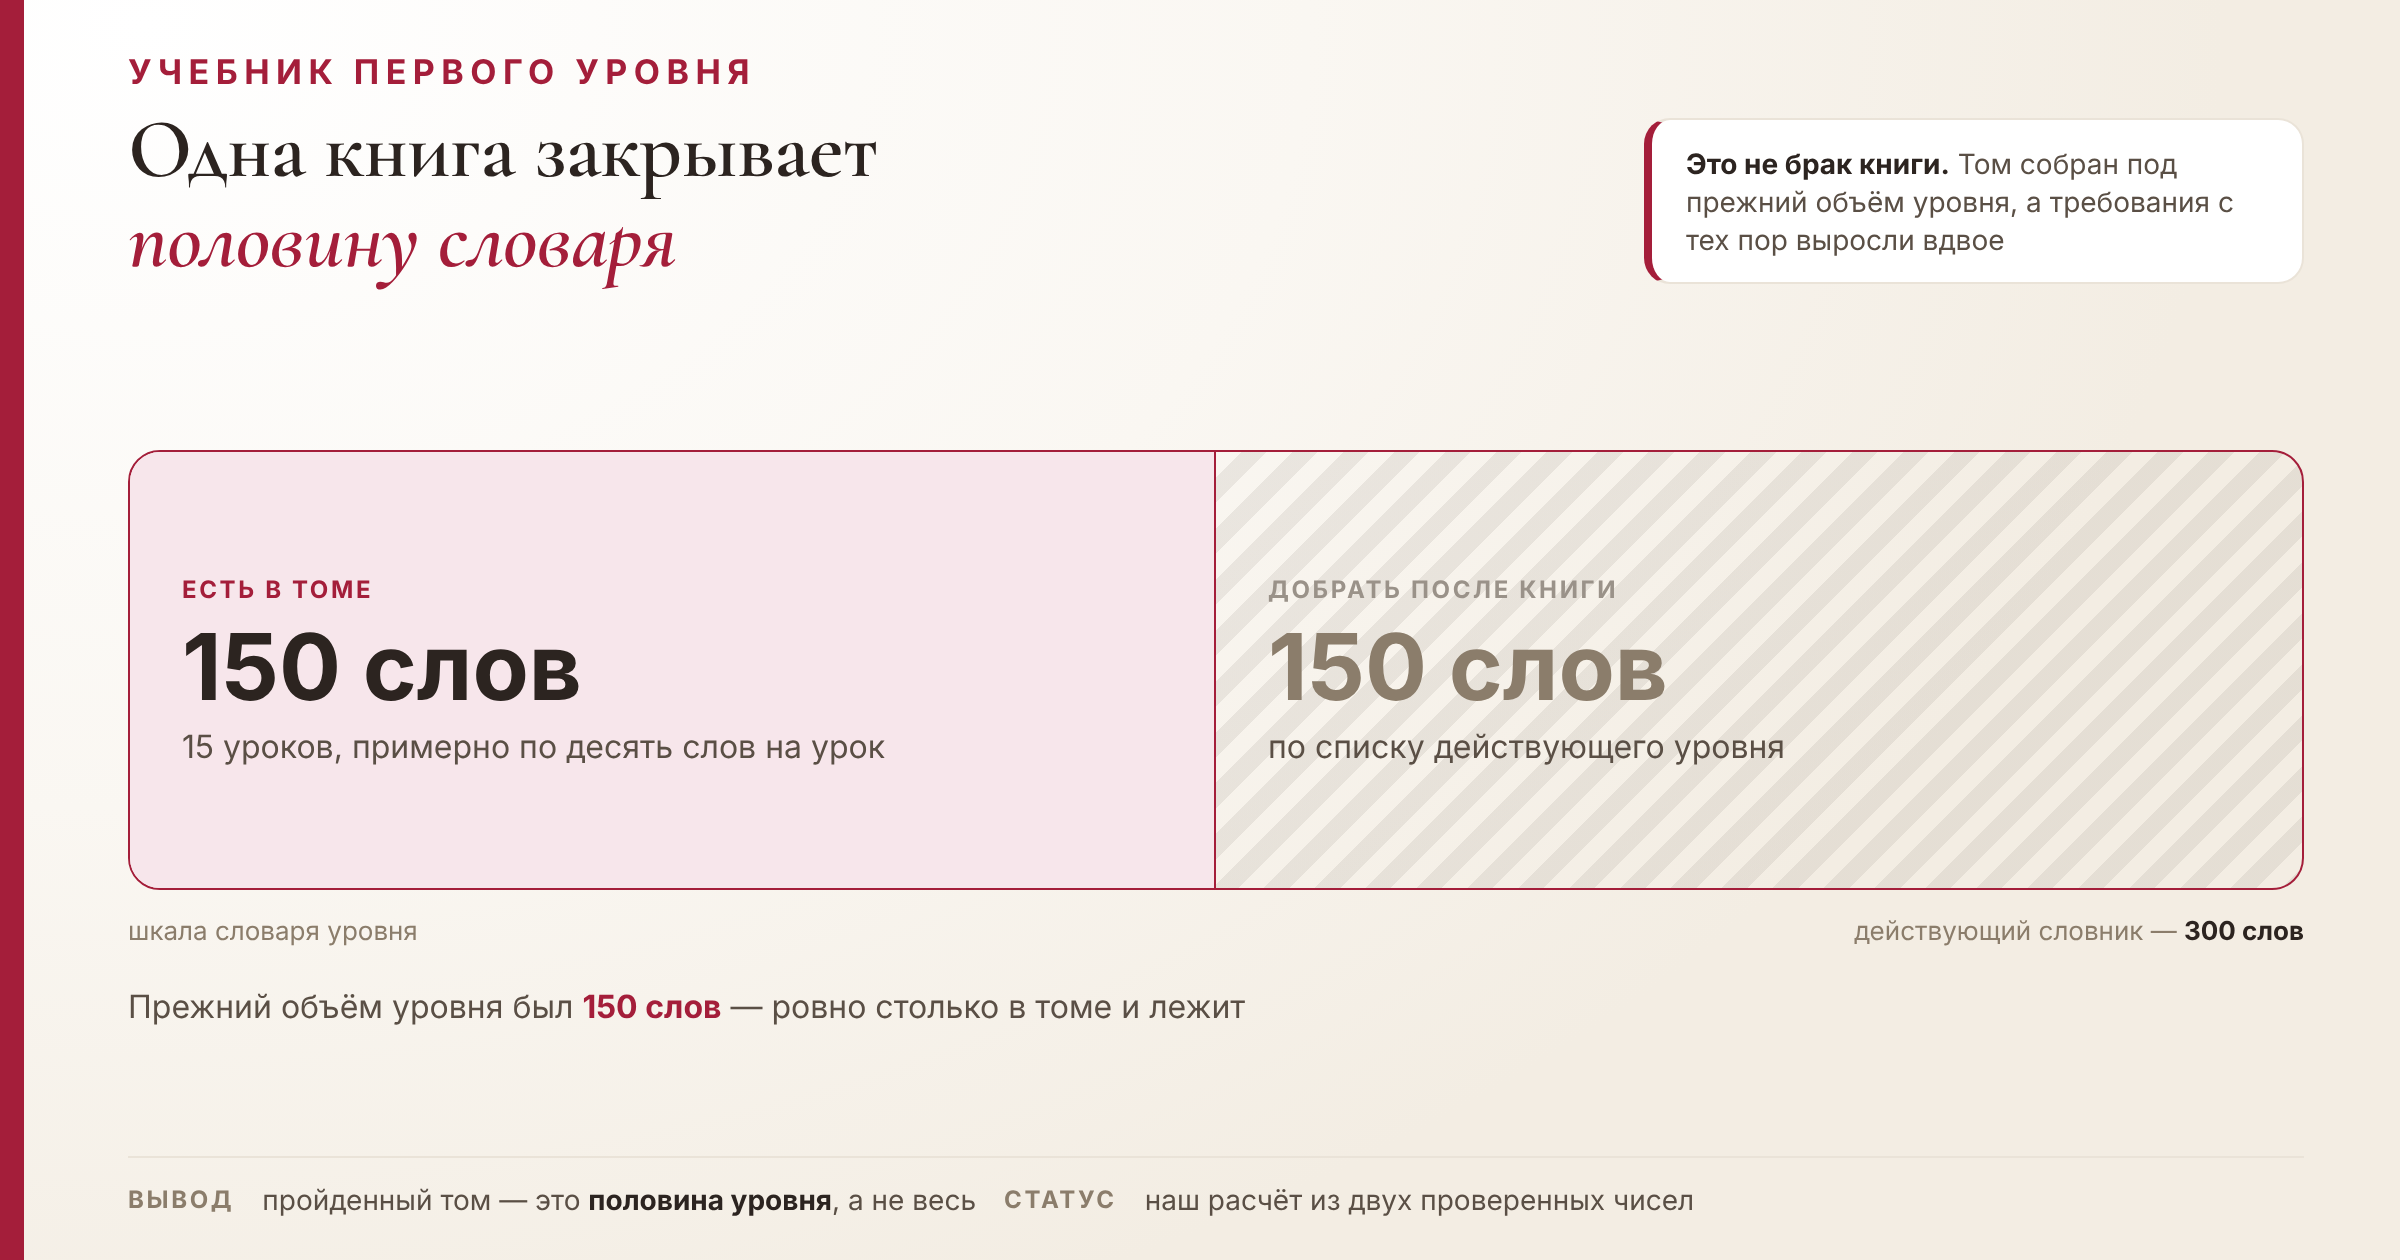 УЧЕБНИК ПЕРВОГО УРОВНЯ
Одна книга закрывает
половину словаря
Это не брак книги. Том собран под
прежний объём уровня, а требования с
тех пор выросли вдвое
ЕСТЬ В ТОМЕ
150 слов
15 уроков, примерно по десять слов на урок
ДОБРАТЬ ПОСЛЕ КНИГИ
150 слов
по списку действующего уровня
шкала словаря уровня
действующий словник — 300 слов
Прежний объём уровня был 150 слов — ровно столько в томе и лежит
ВЫВОД пройденный том — это половина уровня, а не весь СТАТУС наш расчёт из двух проверенных чисел